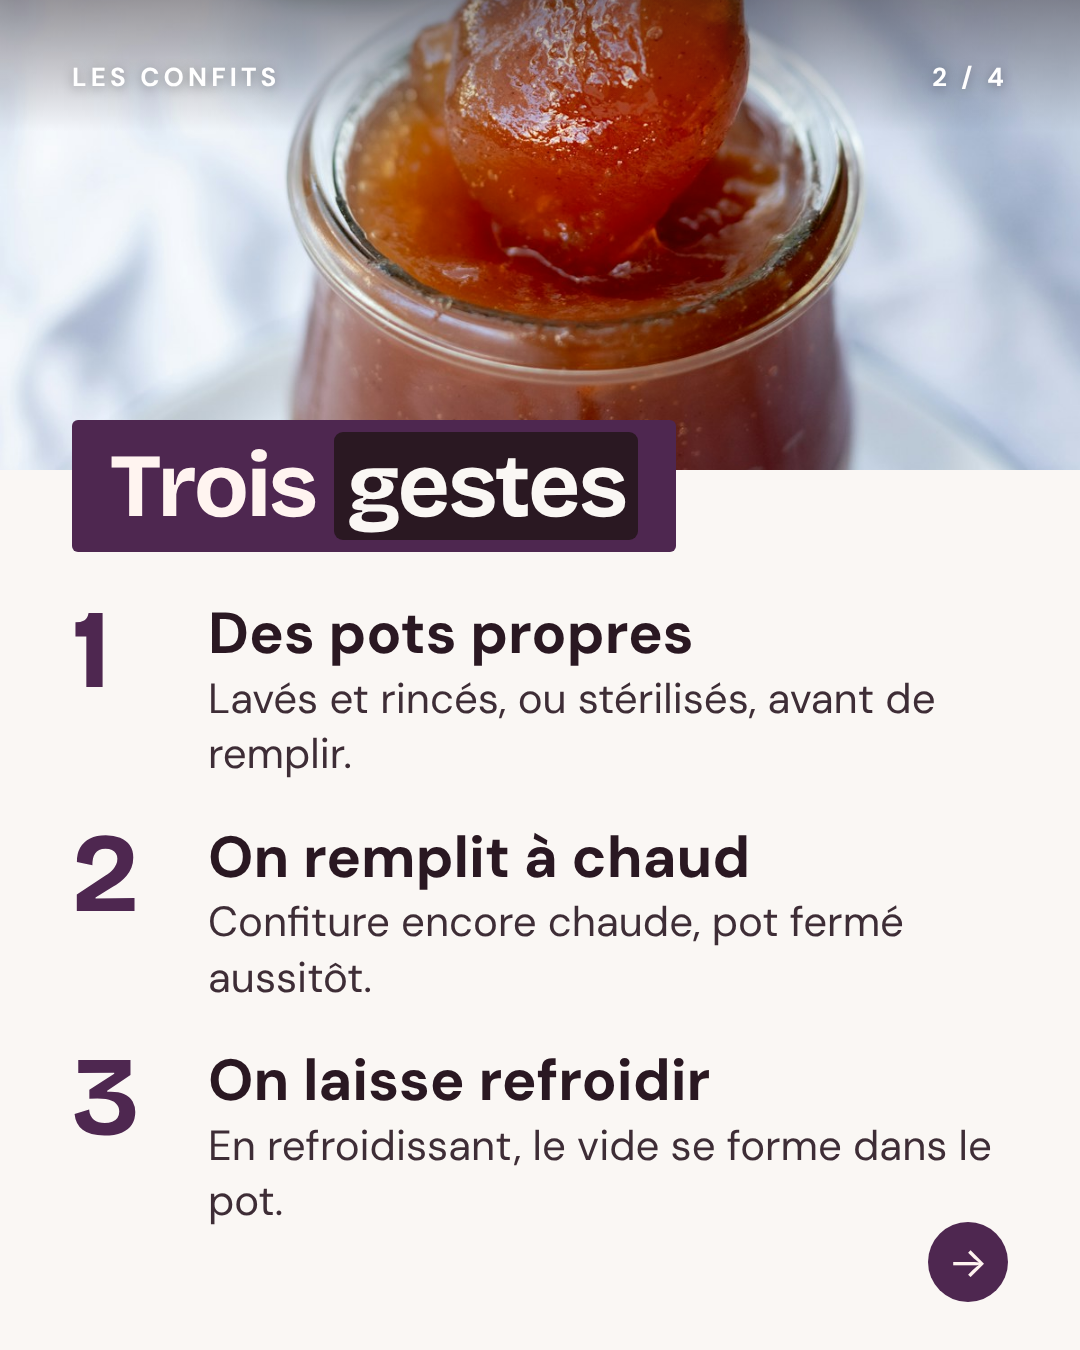 LES CONFITS
2 / 4
Trois gestes
1
Des pots propres
Lavés et rincés, ou stérilisés, avant de
remplir.
2
On remplit à chaud
Confiture encore chaude, pot fermé
aussitôt.
3
On laisse refroidir
En refroidissant, le vide se forme dans le
pot.
→